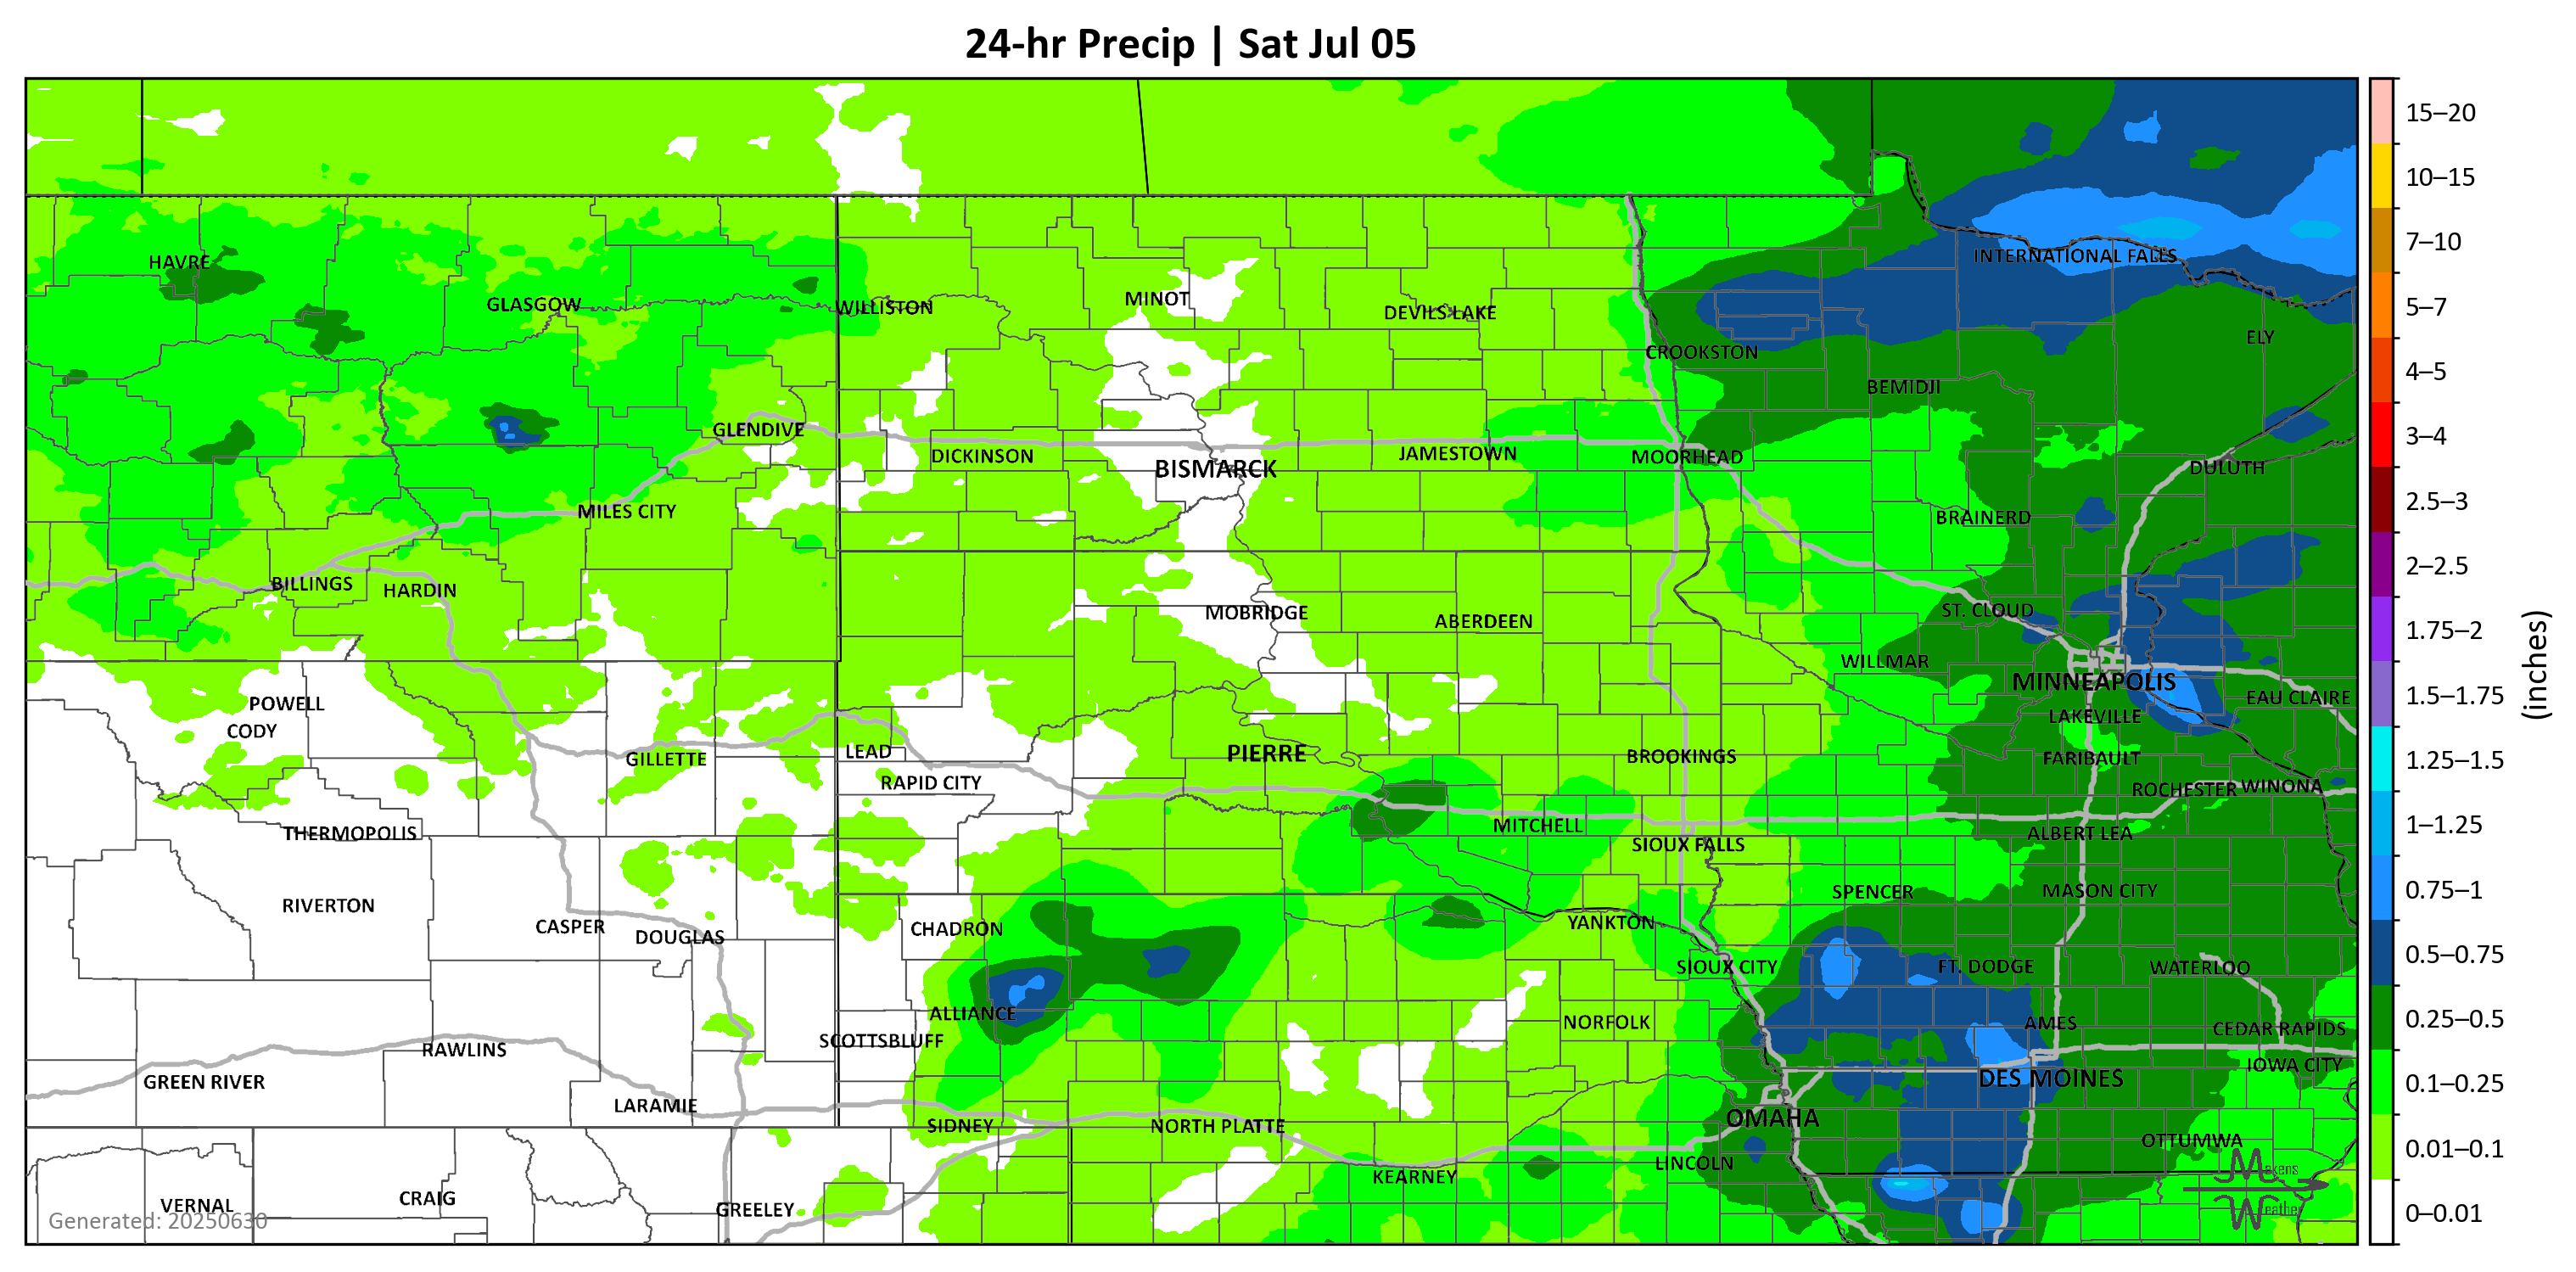 24-hr Precip | Sat Jul 05
15–20
10–15
HAVRE
7–10
INTERNATIONAL FALLS
GLASGOW
WILLISTON
MINOT
DEVILS LAKE
5–7
CROOKSTON
ELY
4–5
BEMIDJI
GLENDIVE
DICKINSON
BISMARCK
JAMESTOWN
MOORHEAD
DULUTH
3–4
MILES CITY
BRAINERD
2.5–3
BILLINGS
HARDIN
2–2.5
MOBRIDGE
ABERDEEN
ST. CLOUD
1.75–2
WILLMAR
(inches)
POWELL
MINNEAPOLIS
EAU CLAIRE
1.5–1.75
CODY
LAKEVILLE
GILLETTE
LEAD
PIERRE
BROOKINGS
FARIBAULT
1.25–1.5
RAPID CITY
ROCHESTER
WINONA
THERMOPOLIS
MITCHELL
SIOUX FALLS
ALBERT LEA
1–1.25
RIVERTON
SPENCER
MASON CITY
0.75–1
CASPER
DOUGLAS
CHADRON
YANKTON
SIOUX CITY
FT. DODGE
WATERLOO
0.5–0.75
ALLIANCE
NORFOLK
AMES
CEDAR RAPIDS
0.25–0.5
RAWLINS
SCOTTSBLUFF
IOWA CITY
GREEN RIVER
DES MOINES
0.1–0.25
LARAMIE
SIDNEY
NORTH PLATTE
OMAHA
OTTUMWA
0.01–0.1
KEARNEY
LINCOLN
Makens
VERNAL
CRAIG
GREELEY
Weather
Generated: 20250630
0–0.01